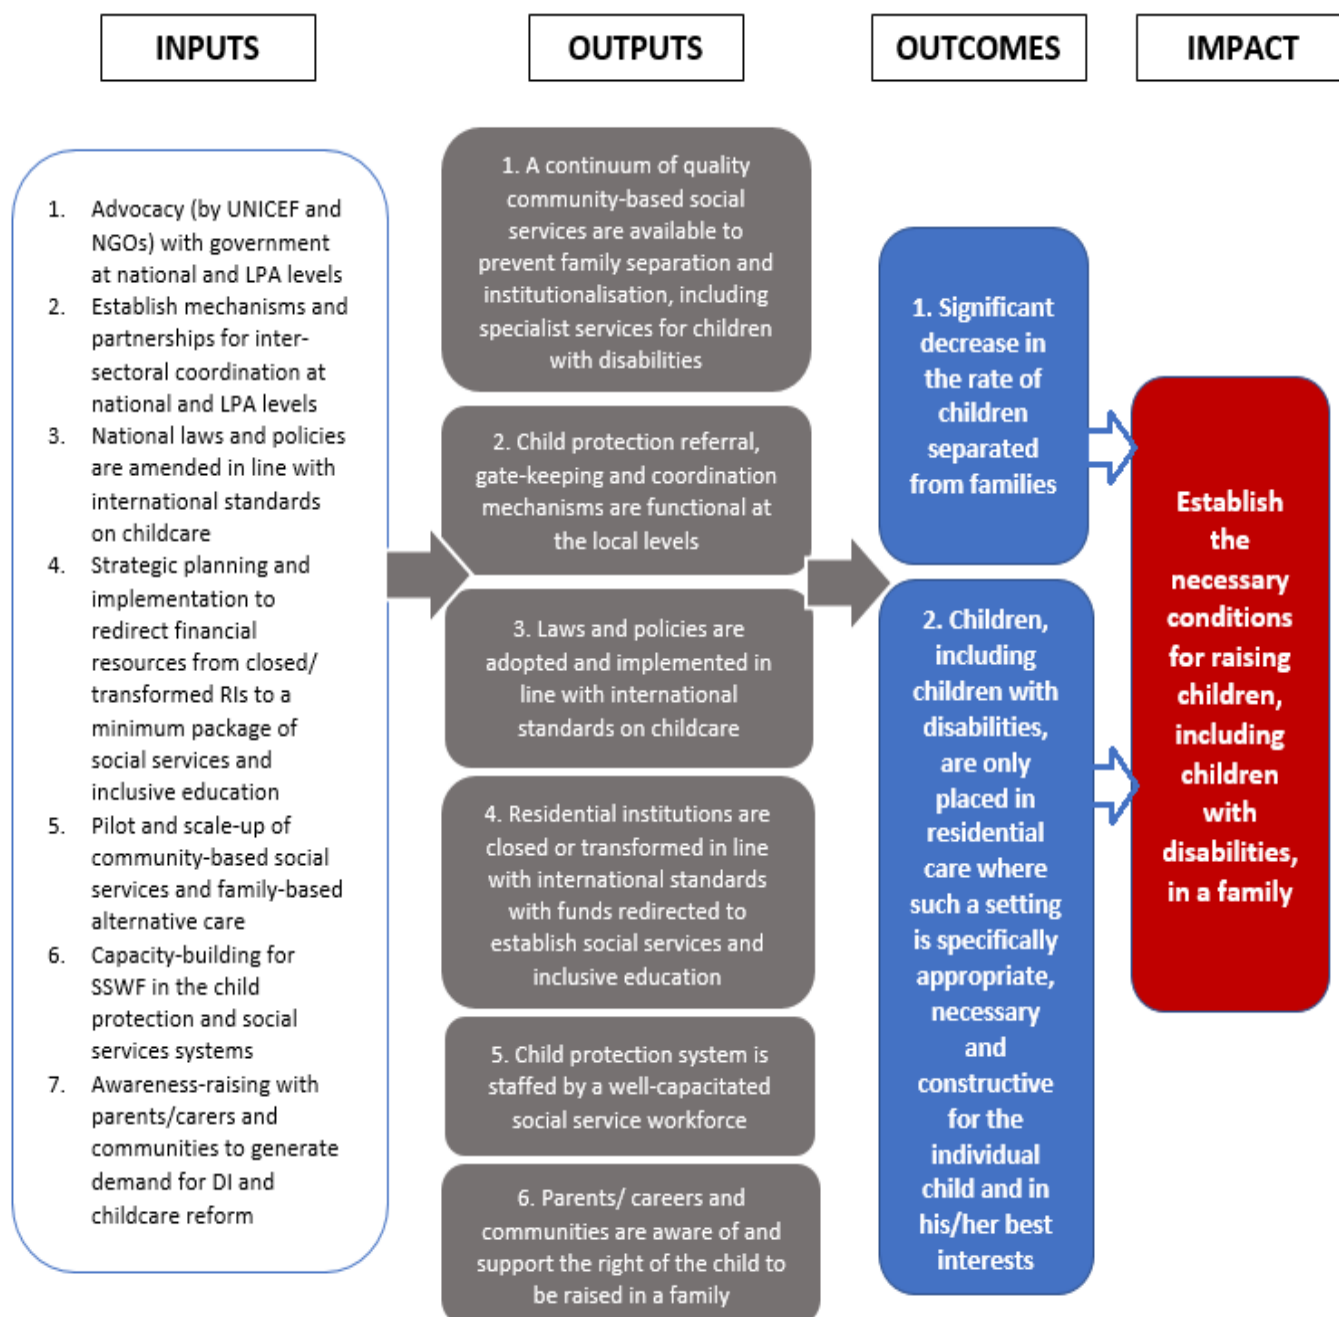 INPUTS
OUTPUTS
OUTCOMES
IMPACT
1. Advocacy (by UNICEF and
NGOs) with government
at national and LPA levels
2. Establish mechanisms and
partnerships for inter-
sectoral coordination at
national and LPA levels
3. National laws and policies
are amended in line with
international standards
on childcare
4. Strategic planning and
implementation to
redirect financial
resources from closed/
transformed RIs to a
minimum package of
social services and
inclusive education
5. Pilot and scale-up of
community-based social
services and family-based
alternative care
6. Capacity-building for
SSWF in the child
protection and social
services systems
7. Awareness-raising with
parents/carers and
communities to generate
demand for DI and
childcare reform
1. A continuum of quality
community-based social
services are available to
prevent family separation and
institutionalisation, including
specialist services for children
with disabilities
2. Child protection referral,
gate-keeping and coordination
mechanisms are functional at
the local levels
3. Laws and policies are
adopted and implemented in
line with international
standards on childcare
4. Residential institutions are
closed or transformed in line
with international standards
with funds redirected to
establish social services and
inclusive education
5. Child protection system is
staffed by a well-capacitated
social service workforce
6. Parents/ careers and
communities are aware of and
support the right of the child to
be raised in a family
1. Significant
decrease in
the rate of
children
separated
from families
2. Children,
including
children with
disabilities,
are only
placed in
residential
care where
such a setting
is specifically
appropriate,
necessary
and
constructive
for the
individual
child and in
his/her best
interests
Establish
the
necessary
conditions
for raising
children,
including
children
with
disabilities,
in a family